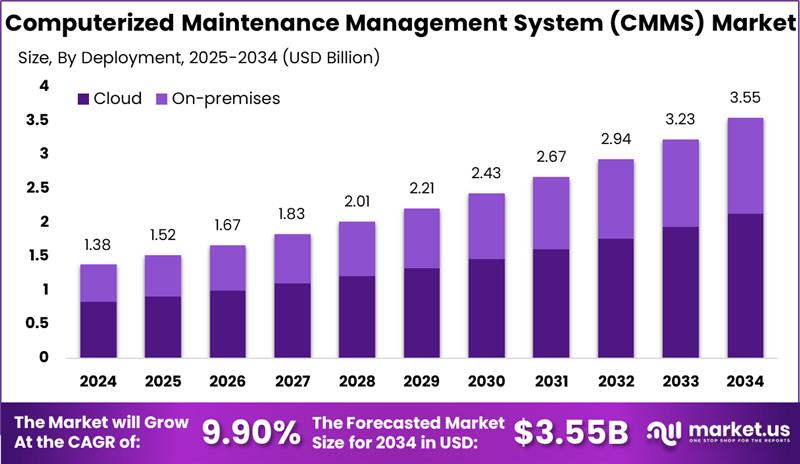 Computerized Maintenance Management System (CMMS) Market
Size, By Deployment, 2025-2034 (USD Billion)
Cloud
On-premises
4
3.5
3
2.5
2
1.5
1
0.5
0
1.38
1.52
1.67
1.83
2.01
2.21
2.43
2.67
2.94
3.23
3.55
2024
2025
2026
2027
2028
2029
2030
2031
2032
2033
2034
The Market will Grow
At the CAGR of:
9.90%
The Forecasted Market
Size for 2034 in USD:
$3.55B
market.us
ONE STOP SHOP FOR THE REPORTS